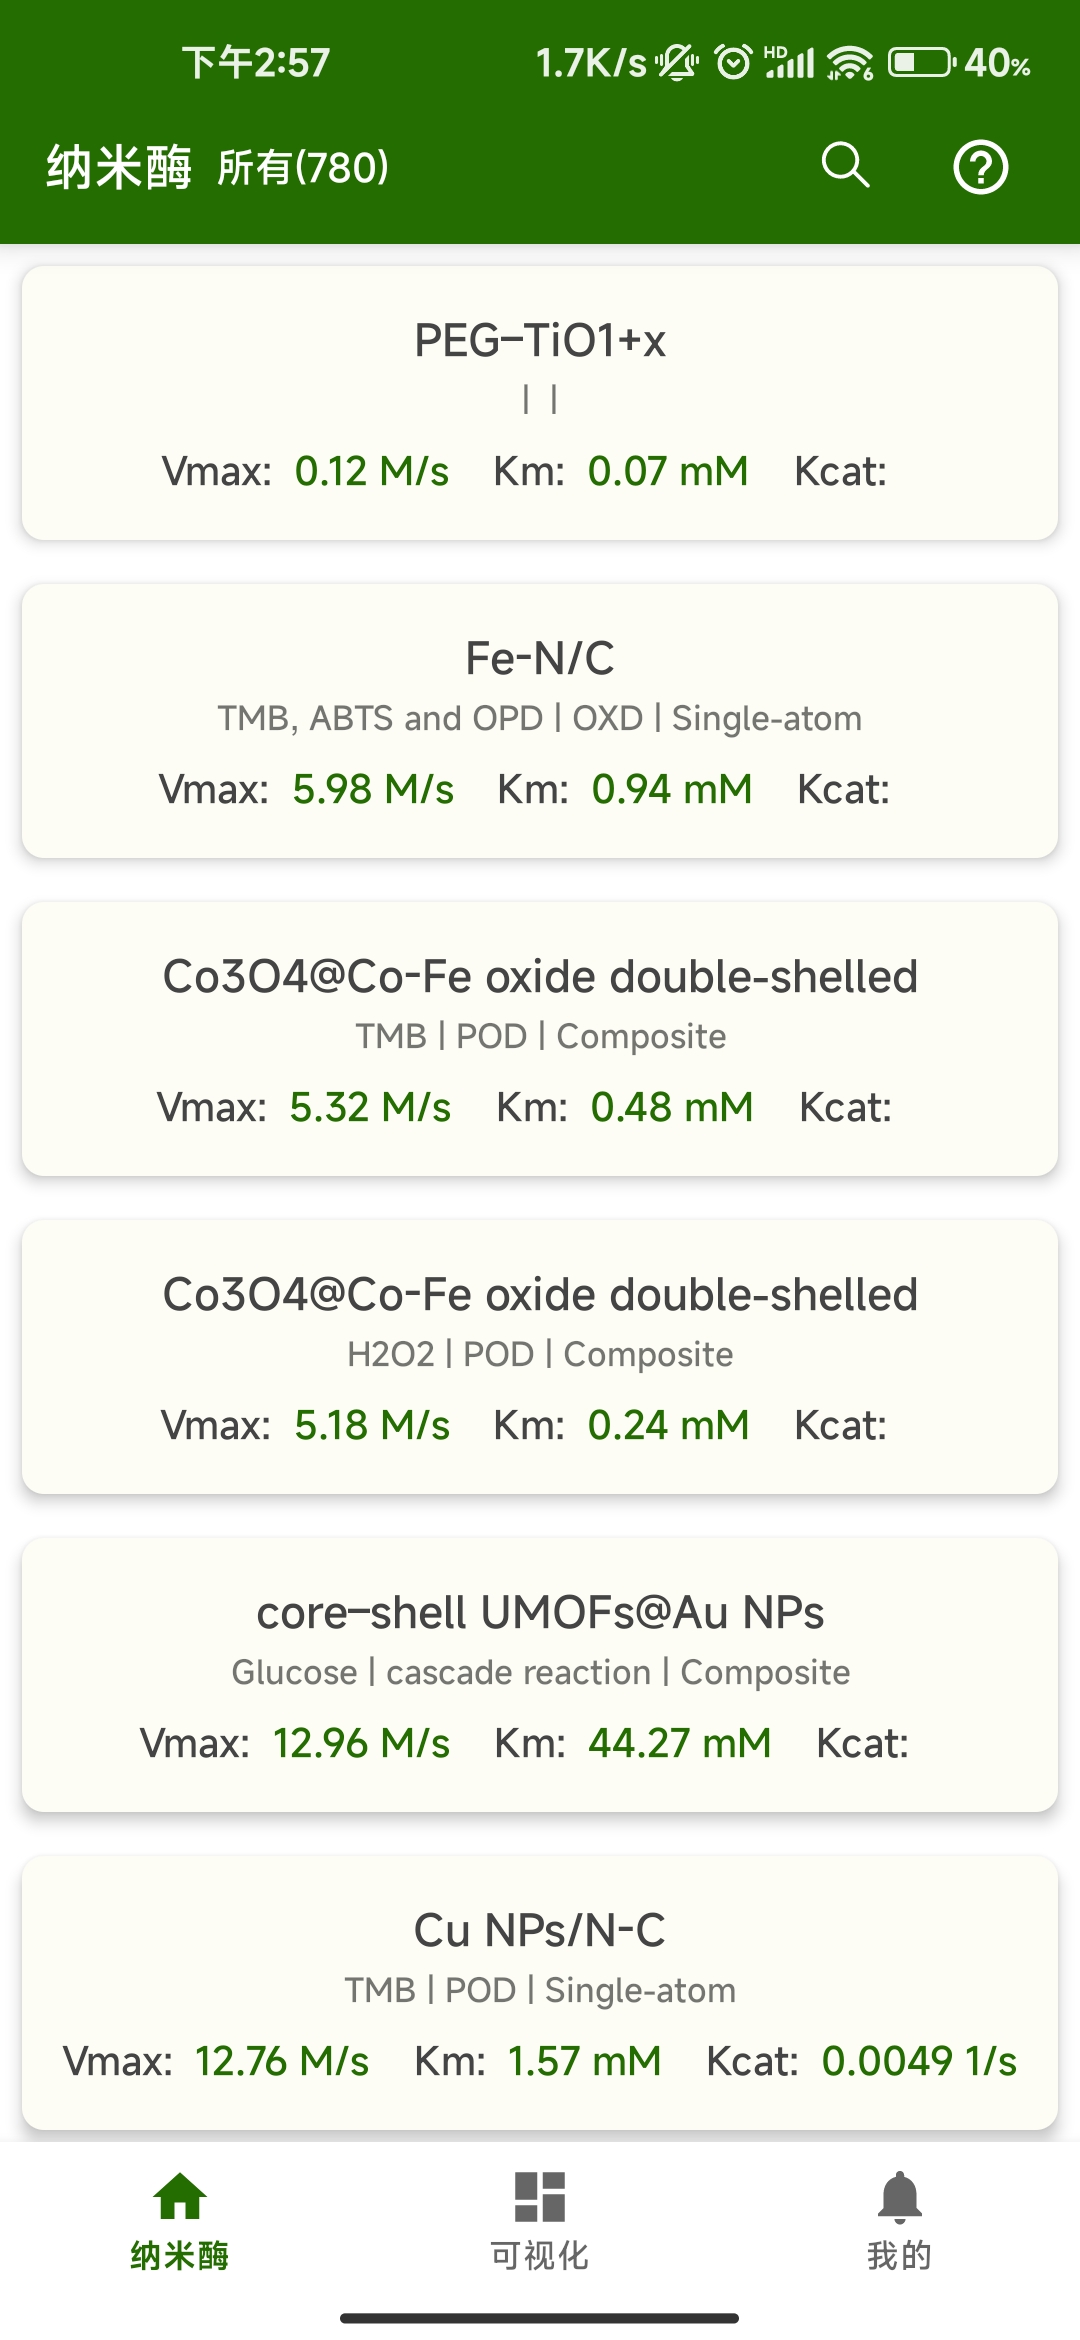 下午2:57 1.7K/s HD 6 40%
纳米酶 所有(780)
PEG–TiO1+x
| |
Vmax: 0.12 M/s Km: 0.07 mM Kcat:
Fe-N/C
TMB, ABTS and OPD | OXD | Single-atom
Vmax: 5.98 M/s Km: 0.94 mM Kcat:
Co3O4@Co-Fe oxide double-shelled
TMB | POD | Composite
Vmax: 5.32 M/s Km: 0.48 mM Kcat:
Co3O4@Co-Fe oxide double-shelled
H2O2 | POD | Composite
Vmax: 5.18 M/s Km: 0.24 mM Kcat:
core–shell UMOFs@Au NPs
Glucose | cascade reaction | Composite
Vmax: 12.96 M/s Km: 44.27 mM Kcat:
Cu NPs/N-C
TMB | POD | Single-atom
Vmax: 12.76 M/s Km: 1.57 mM Kcat: 0.0049 1/s
纳米酶 可视化 我的